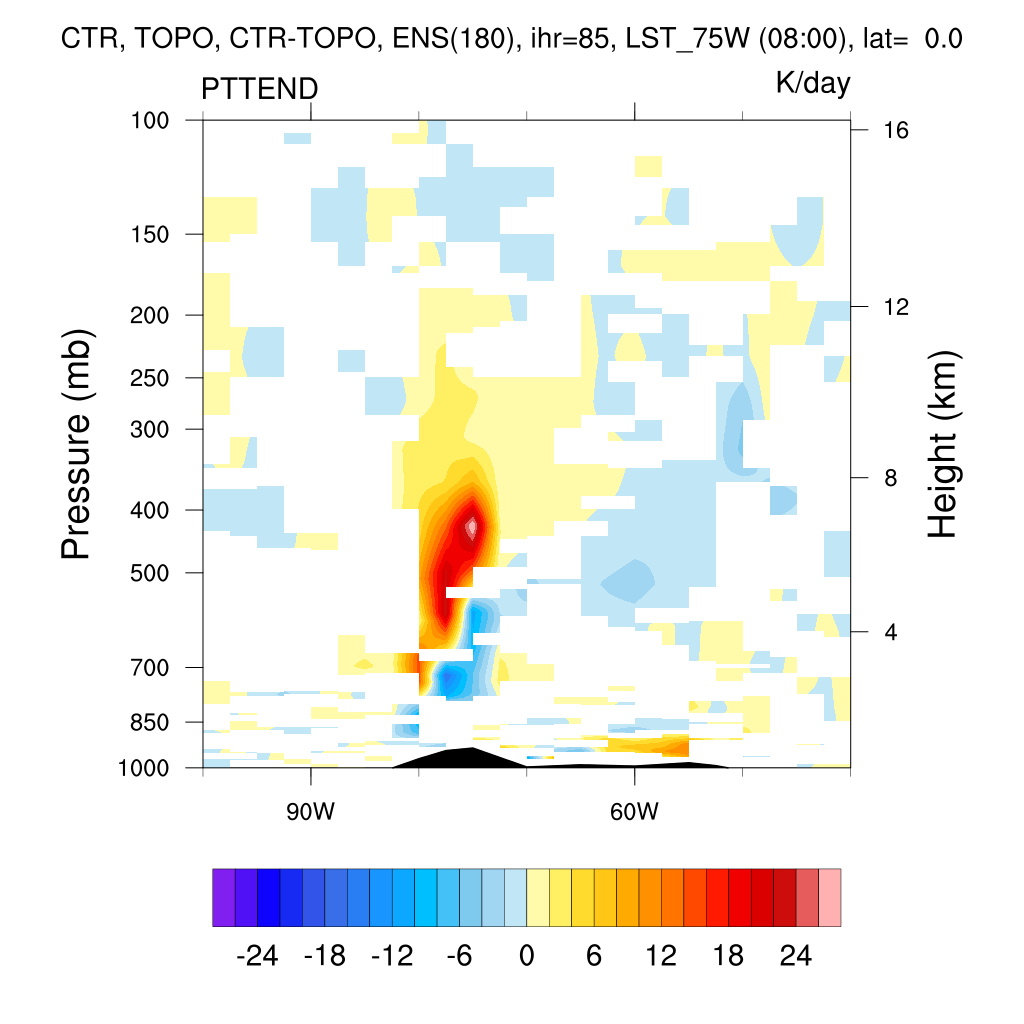 CTR, TOPO, CTR-TOPO, ENS(180), ihr=85, LST_75W (08:00), lat=  0.0
PTTEND
K/day
100
150
200
250
300
400
500
700
850
1000
Pressure (mb)
16
12
8
4
Height (km)
90W
60W
-24 -18 -12 -6 0 6 12 18 24